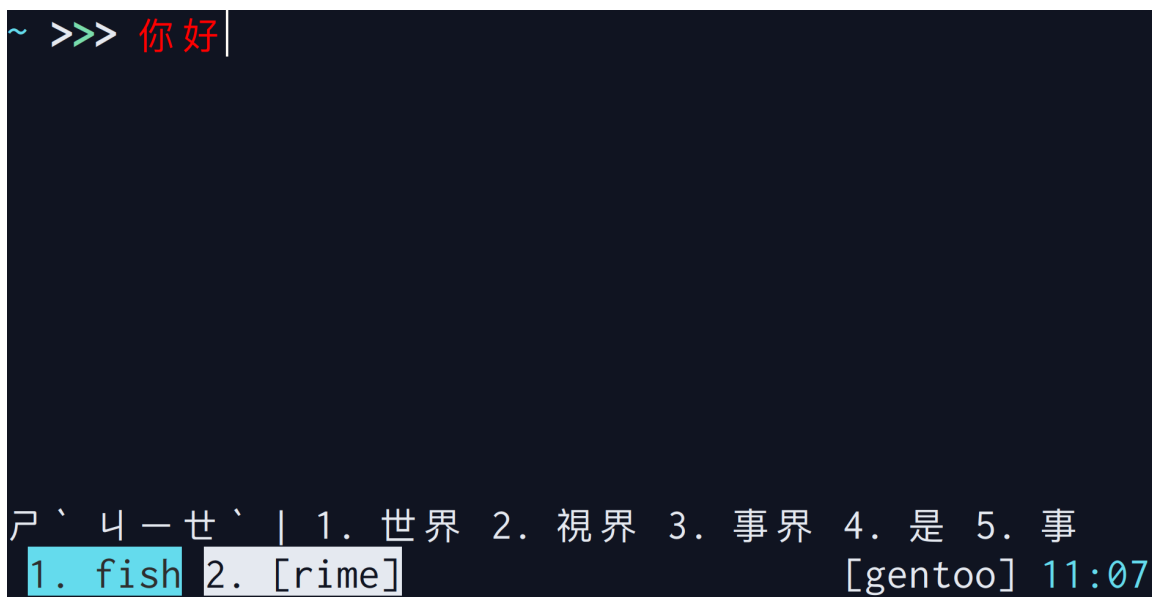 ~ >>> 你好
ㄕˋ ㄐㄧㄝˋ | 1. 世界 2. 視界 3. 事界 4. 是 5. 事
1. fish 2. [rime] [gentoo] 11:07